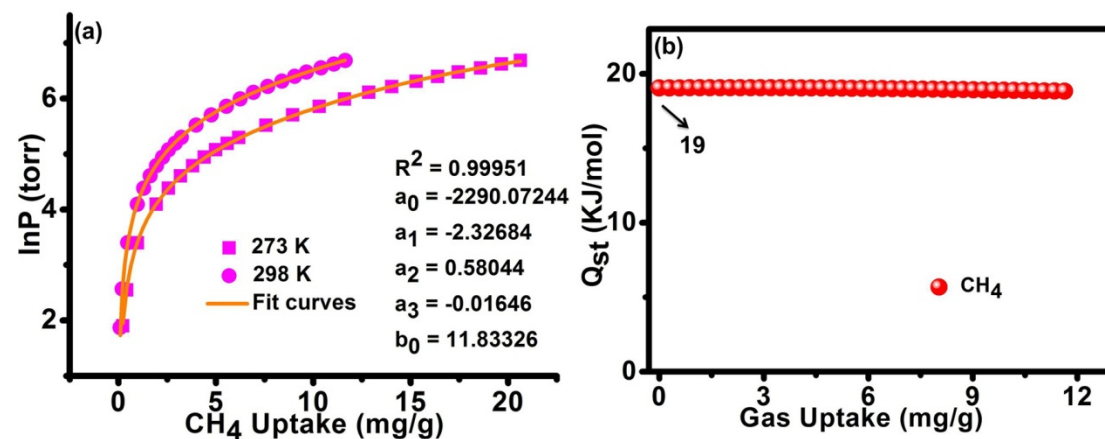 (a)
lnP (torr)
6
4
2
273 K
298 K
Fit curves
R² = 0.99951
a₀ = -2290.07244
a₁ = -2.32684
a₂ = 0.58044
a₃ = -0.01646
b₀ = 11.83326
0 5 10 15 20
CH₄ Uptake (mg/g)
(b)
Qst (KJ/mol)
20
10
0
19
CH₄
0 3 6 9 12
Gas Uptake (mg/g)